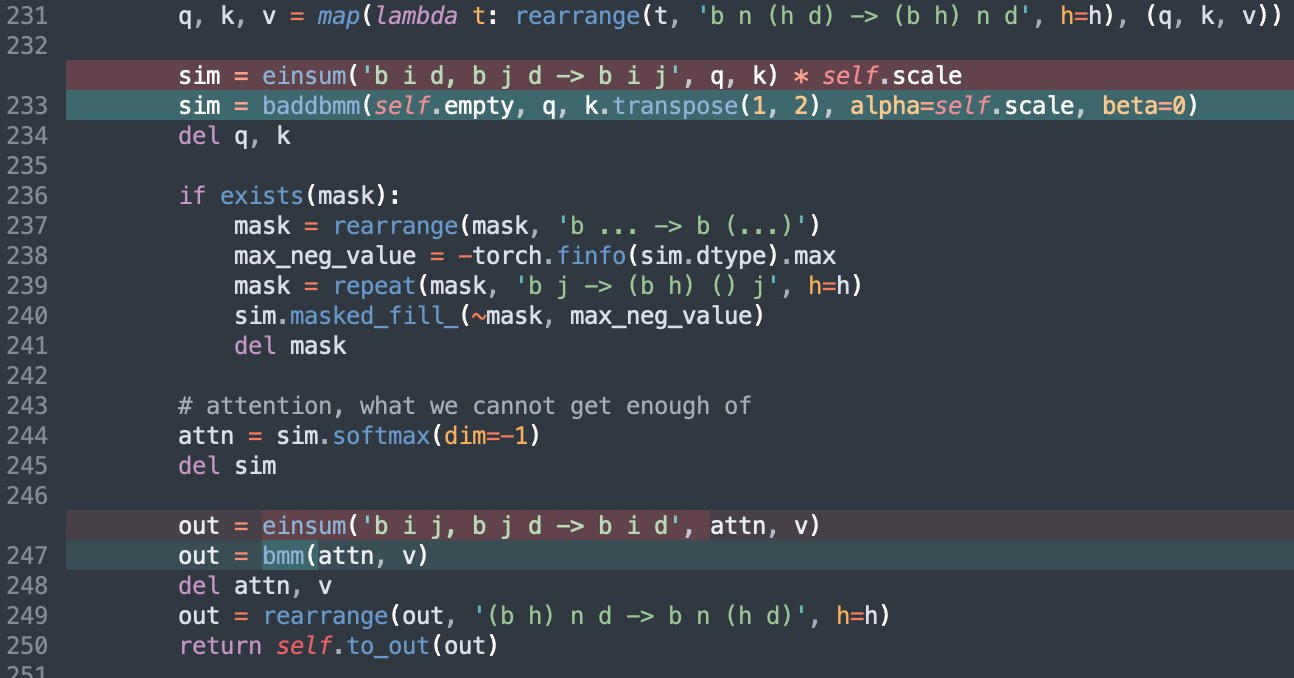 231 q, k, v = map(lambda t: rearrange(t, 'b n (h d) -> (b h) n d', h=h), (q, k, v))
232
sim = einsum('b i d, b j d -> b i j', q, k) * self.scale
233 sim = baddbmm(self.empty, q, k.transpose(1, 2), alpha=self.scale, beta=0)
234 del q, k
235
236 if exists(mask):
237 mask = rearrange(mask, 'b ... -> b (...)')
238 max_neg_value = -torch.finfo(sim.dtype).max
239 mask = repeat(mask, 'b j -> (b h) () j', h=h)
240 sim.masked_fill_(~mask, max_neg_value)
241 del mask
242
243 # attention, what we cannot get enough of
244 attn = sim.softmax(dim=-1)
245 del sim
246
out = einsum('b i j, b j d -> b i d', attn, v)
247 out = bmm(attn, v)
248 del attn, v
249 out = rearrange(out, '(b h) n d -> b n (h d)', h=h)
250 return self.to_out(out)
251